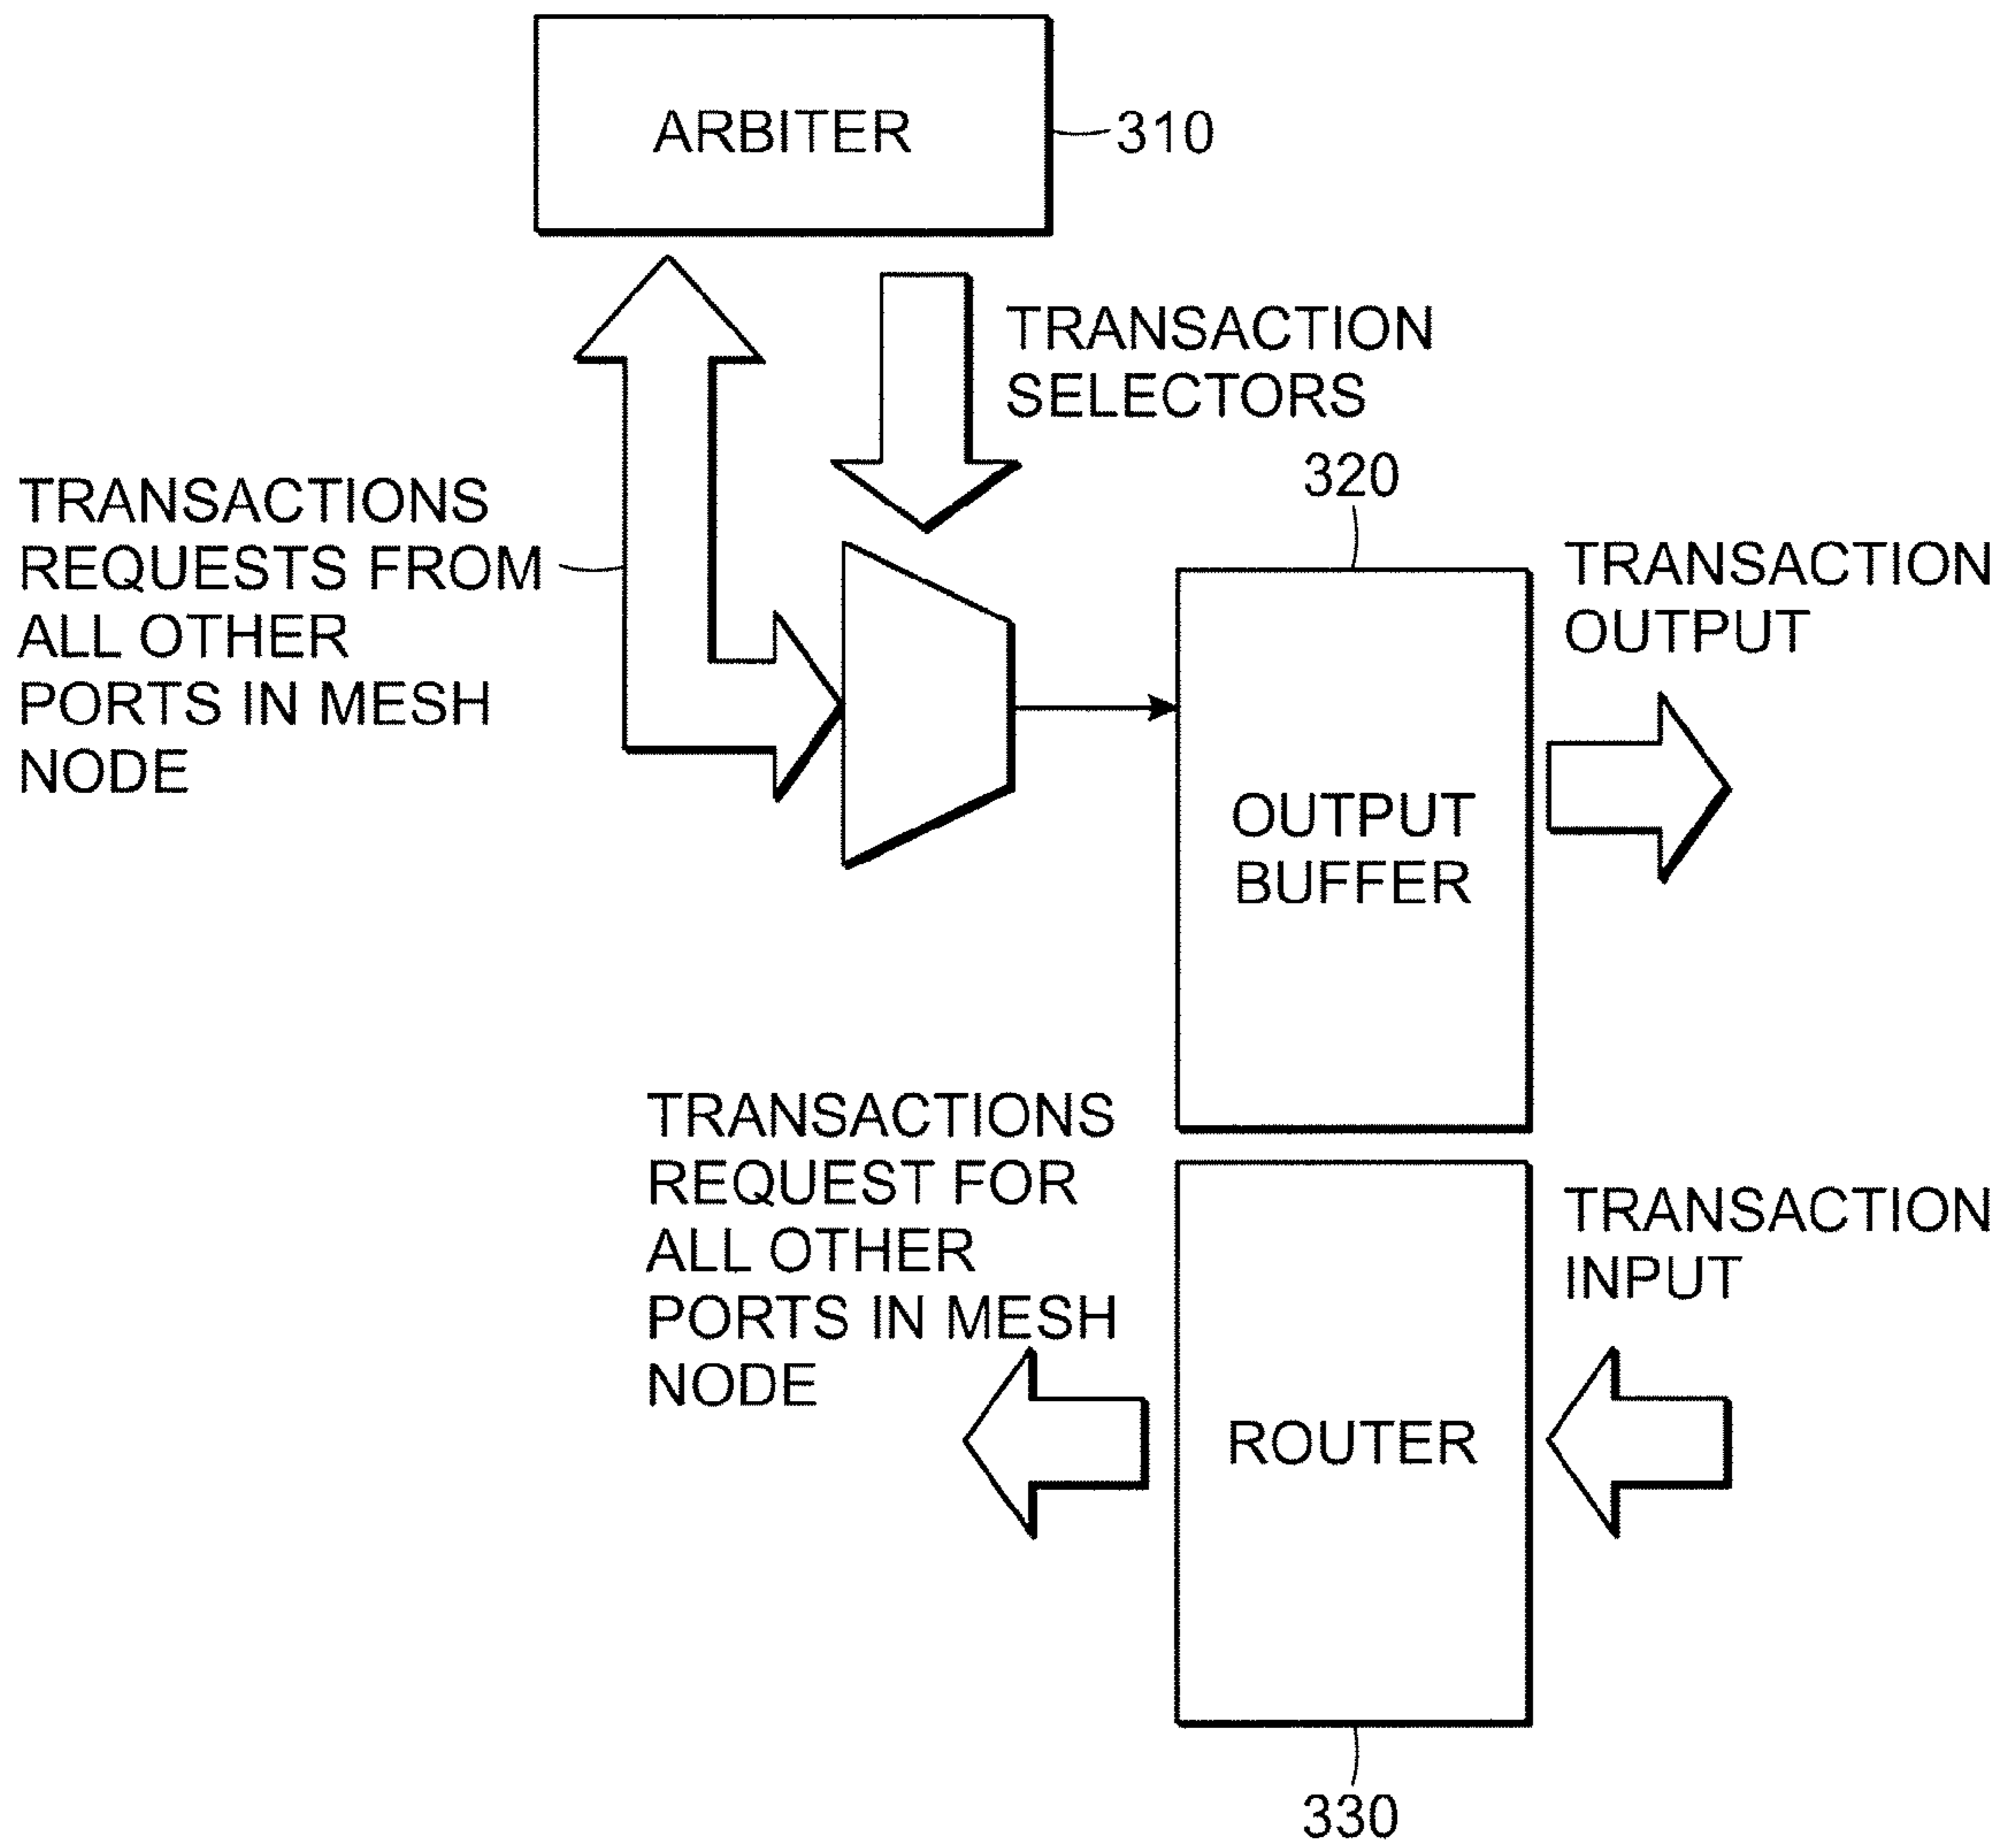 ARBITER
310
TRANSACTION
SELECTORS
320
TRANSACTIONS
REQUESTS FROM
ALL OTHER
PORTS IN MESH
NODE
TRANSACTION
OUTPUT
OUTPUT
BUFFER
TRANSACTIONS
REQUEST FOR
ALL OTHER
PORTS IN MESH
NODE
TRANSACTION
INPUT
ROUTER
330